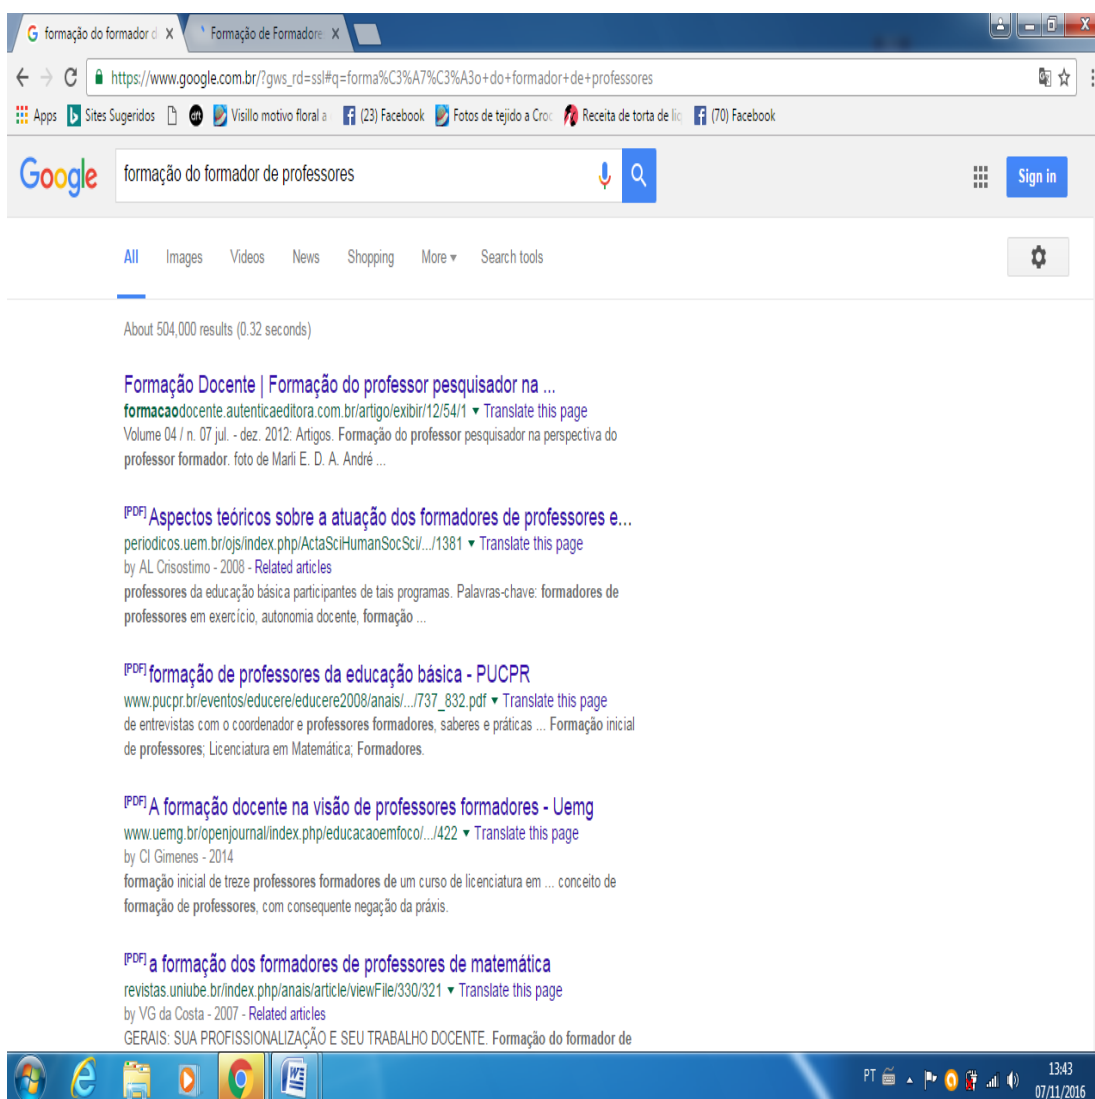 formação do formador d
Formação de Formadore
https://www.google.com.br/?gws_rd=ssl#q=forma%C3%A7%C3%A3o+do+formador+de+professores
Apps Sites Sugeridos Visillo motivo floral a (23) Facebook Fotos de tejido a Croc Receita de torta de lic (70) Facebook
Google formação do formador de professores Sign in
All Images Videos News Shopping More ▾ Search tools
About 504,000 results (0.32 seconds)
Formação Docente | Formação do professor pesquisador na ...
formacaodocente.autenticaeditora.com.br/artigo/exibir/12/54/1 ▾ Translate this page
Volume 04 / n. 07 jul. - dez. 2012: Artigos. Formação do professor pesquisador na perspectiva do
professor formador. foto de Marli E. D. A. André ...
[PDF] Aspectos teóricos sobre a atuação dos formadores de professores e...
periodicos.uem.br/ojs/index.php/ActaSciHumanSocSci/.../1381 ▾ Translate this page
by AL Crisostimo - 2008 - Related articles
professores da educação básica participantes de tais programas. Palavras-chave: formadores de
professores em exercício, autonomia docente, formação ...
[PDF] formação de professores da educação básica - PUCPR
www.pucpr.br/eventos/educere/educere2008/anais/.../737_832.pdf ▾ Translate this page
de entrevistas com o coordenador e professores formadores, saberes e práticas ... Formação inicial
de professores; Licenciatura em Matemática; Formadores.
[PDF] A formação docente na visão de professores formadores - Uemg
www.uemg.br/openjournal/index.php/educacaoemfoco/.../422 ▾ Translate this page
by CI Gimenes - 2014
formação inicial de treze professores formadores de um curso de licenciatura em ... conceito de
formação de professores, com consequente negação da práxis.
[PDF] a formação dos formadores de professores de matemática
revistas.uniube.br/index.php/anais/article/viewFile/330/321 ▾ Translate this page
by VG da Costa - 2007 - Related articles
GERAIS: SUA PROFISSIONALIZAÇÃO E SEU TRABALHO DOCENTE. Formação do formador de
PT 13:43
07/11/2016